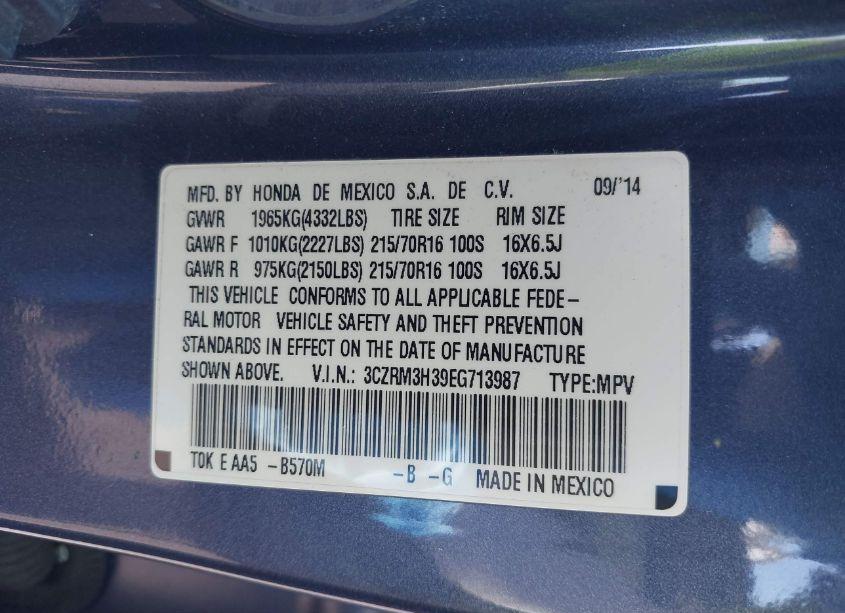 MFD. BY HONDA DE MEXICO S.A. DE C.V. 09/'14
GVWR 1965KG(4332LBS) TIRE SIZE RIM SIZE
GAWR F 1010KG(2227LBS) 215/70R16 100S 16X6.5J
GAWR R 975KG(2150LBS) 215/70R16 100S 16X6.5J
THIS VEHICLE CONFORMS TO ALL APPLICABLE FEDE-
RAL MOTOR VEHICLE SAFETY AND THEFT PREVENTION
STANDARDS IN EFFECT ON THE DATE OF MANUFACTURE
SHOWN ABOVE. V.I.N.: 3CZRM3H39EG713987 TYPE:MPV
T0K E AA5 -B570M -B -G MADE IN MEXICO